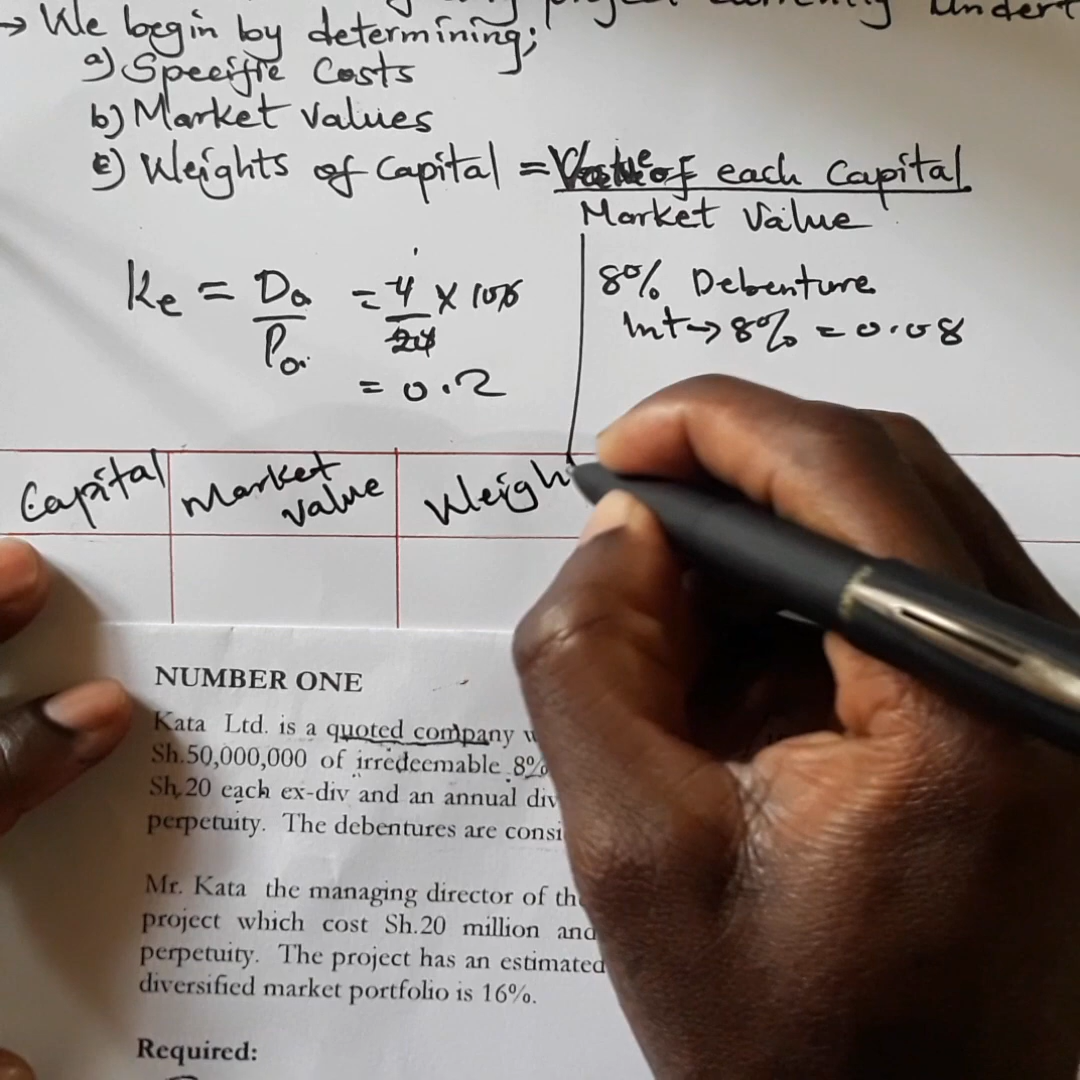 → We begin by determining;
a) Specific Costs
b) Market Values
c) Weights of Capital = Value of each Capital
Market Value
Ke = Do = 4 × 100
Po 20
= 0.2
8% Debenture
Int → 8% = 0.08
Capital Market Value Weigh
NUMBER ONE
Kata Ltd. is a quoted company
Sh.50,000,000 of irredeemable 8%
Sh.20 each ex-div and an annual div
perpetuity. The debentures are consi
Mr. Kata the managing director of the
project which cost Sh.20 million and
perpetuity. The project has an estimated
diversified market portfolio is 16%.
Required: